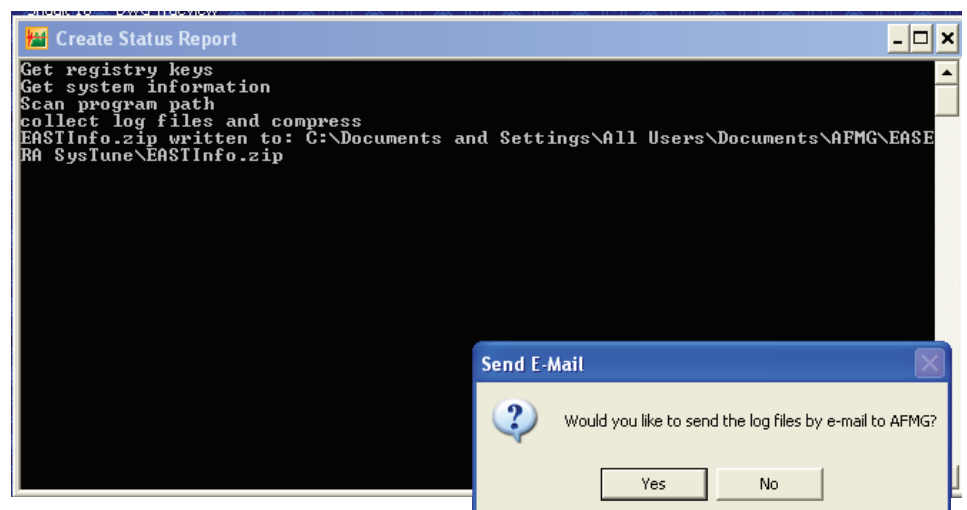 Create Status Report
Get registry keys
Get system information
Scan program path
collect log files and compress
EASTInfo.zip written to: C:\Documents and Settings\All Users\Documents\AFMG\EASE
RA SysTune\EASTInfo.zip
Send E-Mail
Would you like to send the log files by e-mail to AFMG?
Yes
No